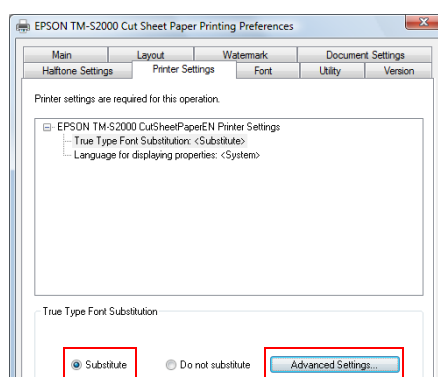 EPSON TM-S2000 Cut Sheet Paper Printing Preferences
Main Layout Watermark Document Settings
Halftone Settings Printer Settings Font Utility Version
Printer settings are required for this operation.
EPSON TM-S2000 CutSheetPaperEN Printer Settings
True Type Font Substitution: <Substitute>
Language for displaying properties: <System>
True Type Font Substitution
Substitute Do not substitute Advanced Settings...